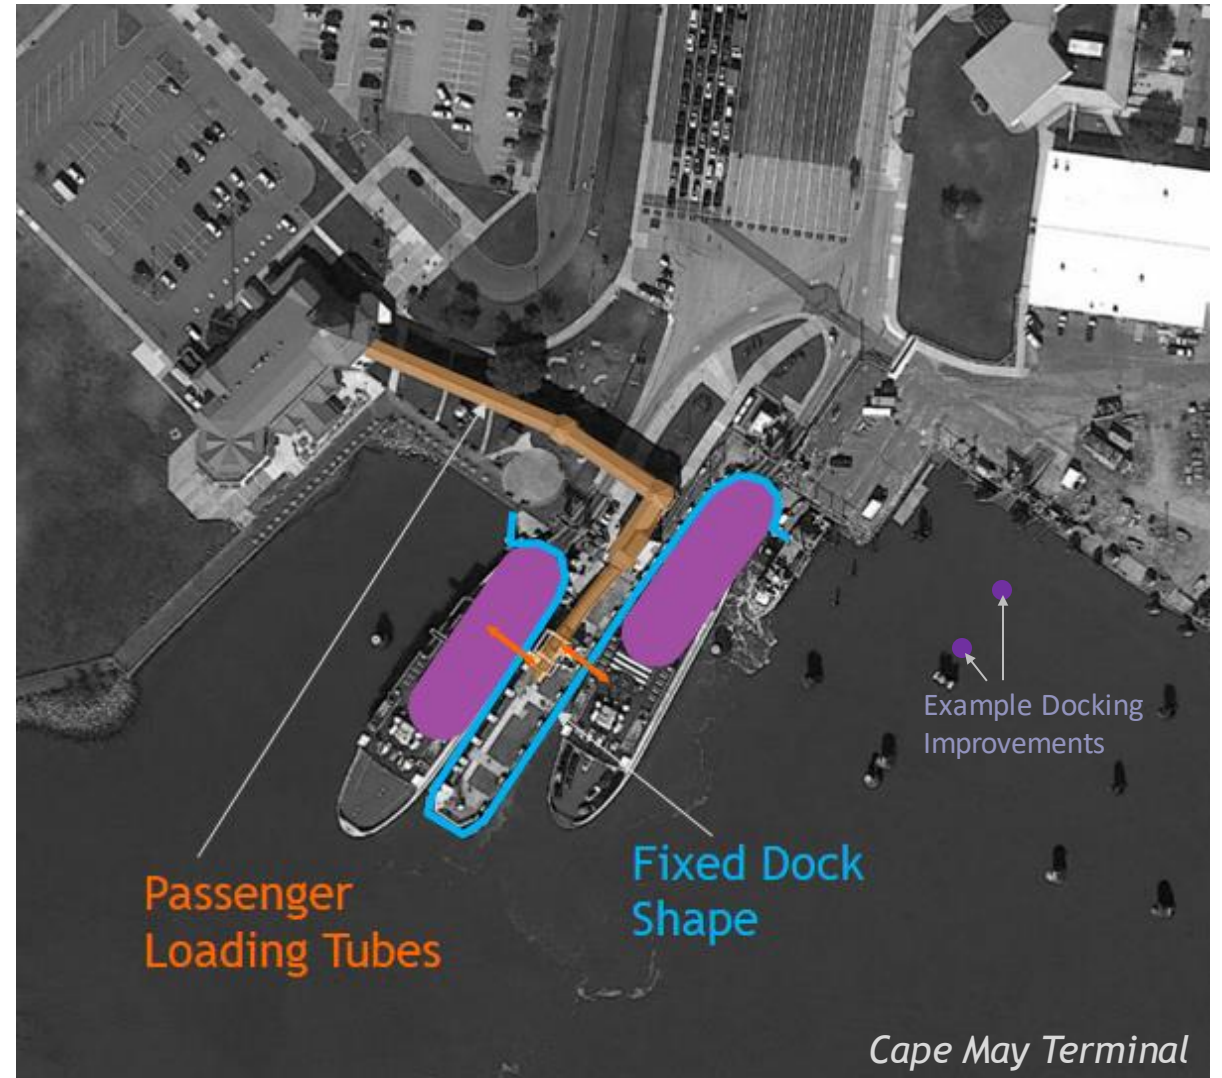 Example Docking
Improvements
Fixed Dock
Shape
Passenger
Loading Tubes
Cape May Terminal